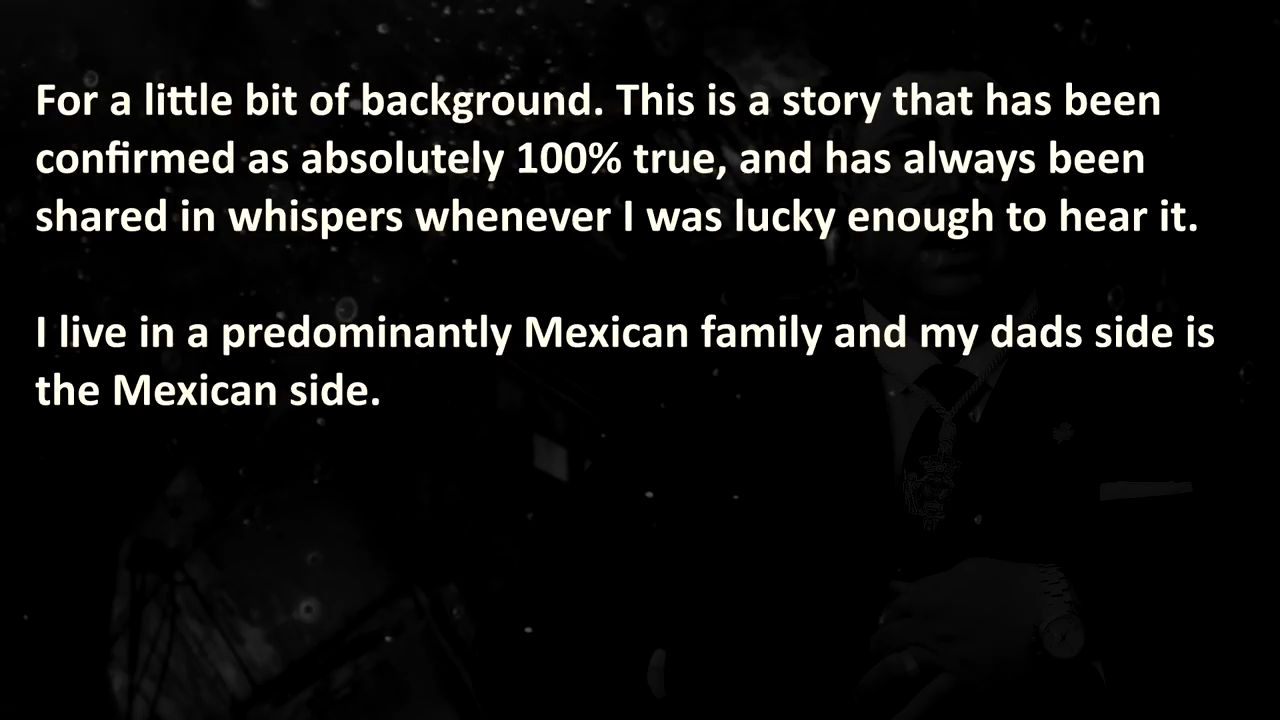 For a little bit of background. This is a story that has been
confirmed as absolutely 100% true, and has always been
shared in whispers whenever I was lucky enough to hear it.
I live in a predominantly Mexican family and my dads side is
the Mexican side.